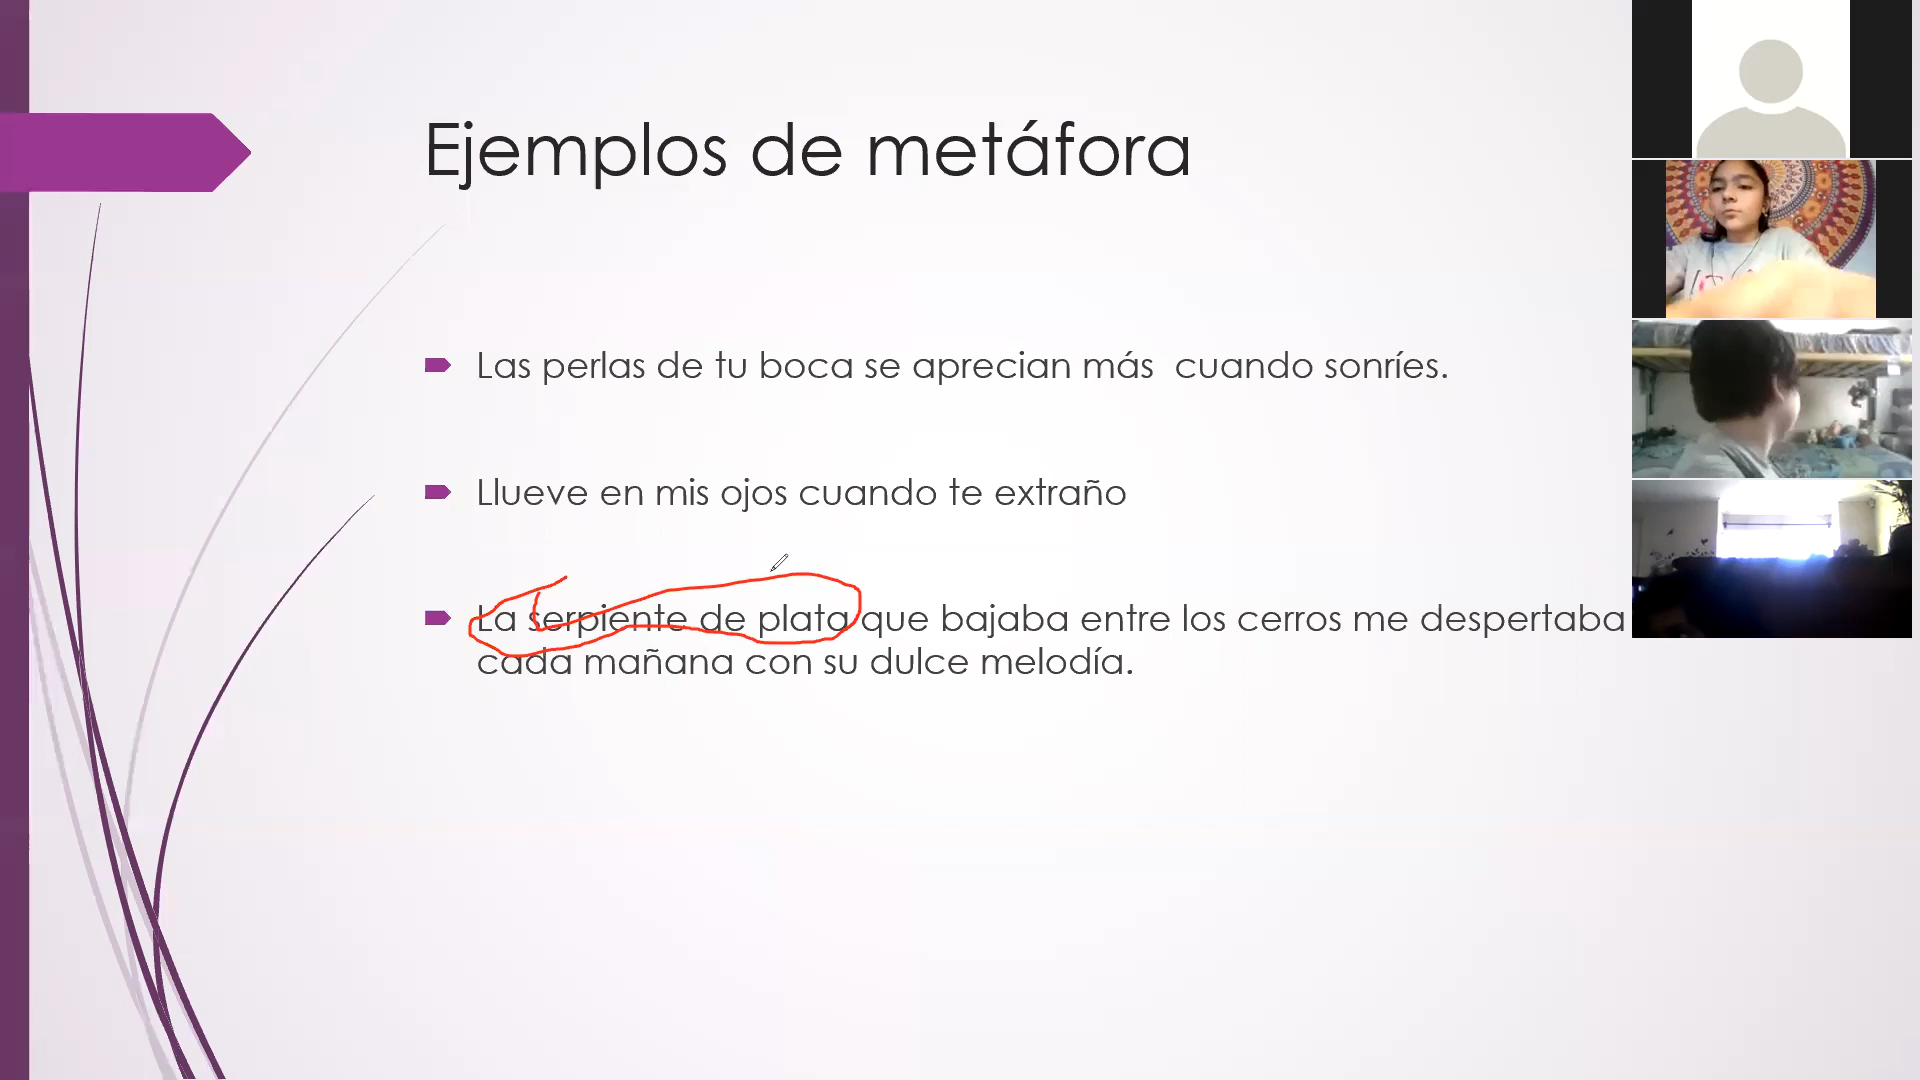 Ejemplos de metáfora
Las perlas de tu boca se aprecian más  cuando sonríes.
Llueve en mis ojos cuando te extraño
La serpiente de plata que bajaba entre los cerros me despertaba
cada mañana con su dulce melodía.